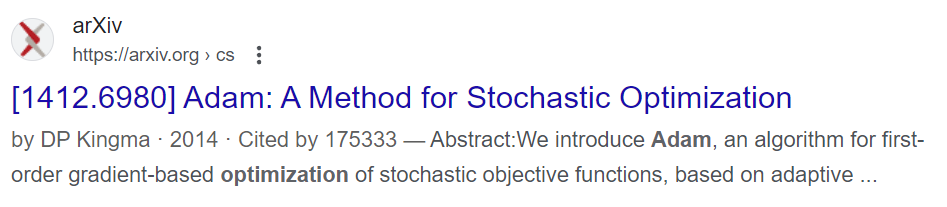 arXiv
https://arxiv.org › cs
[1412.6980] Adam: A Method for Stochastic Optimization
by DP Kingma · 2014 · Cited by 175333 — Abstract:We introduce Adam, an algorithm for first-
order gradient-based optimization of stochastic objective functions, based on adaptive ...